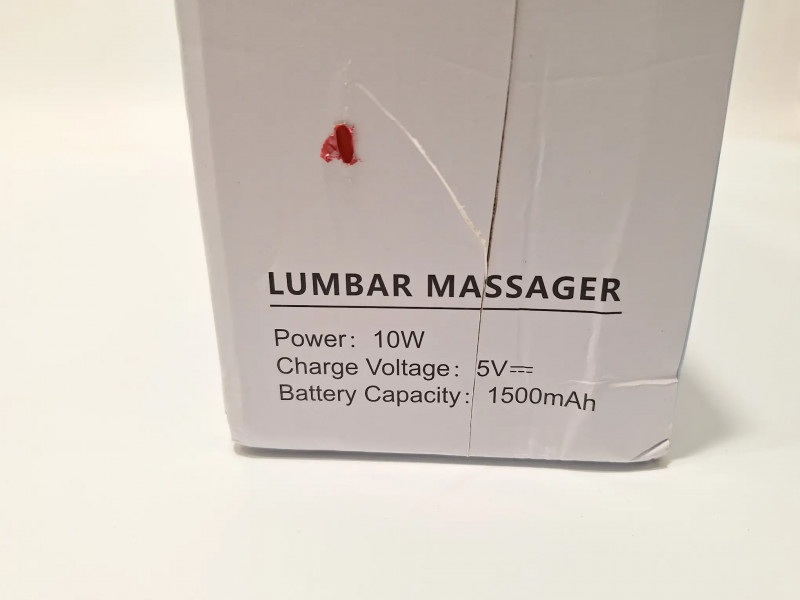 LUMBAR MASSAGER
Power: 10W
Charge Voltage: 5V⎓
Battery Capacity: 1500mAh